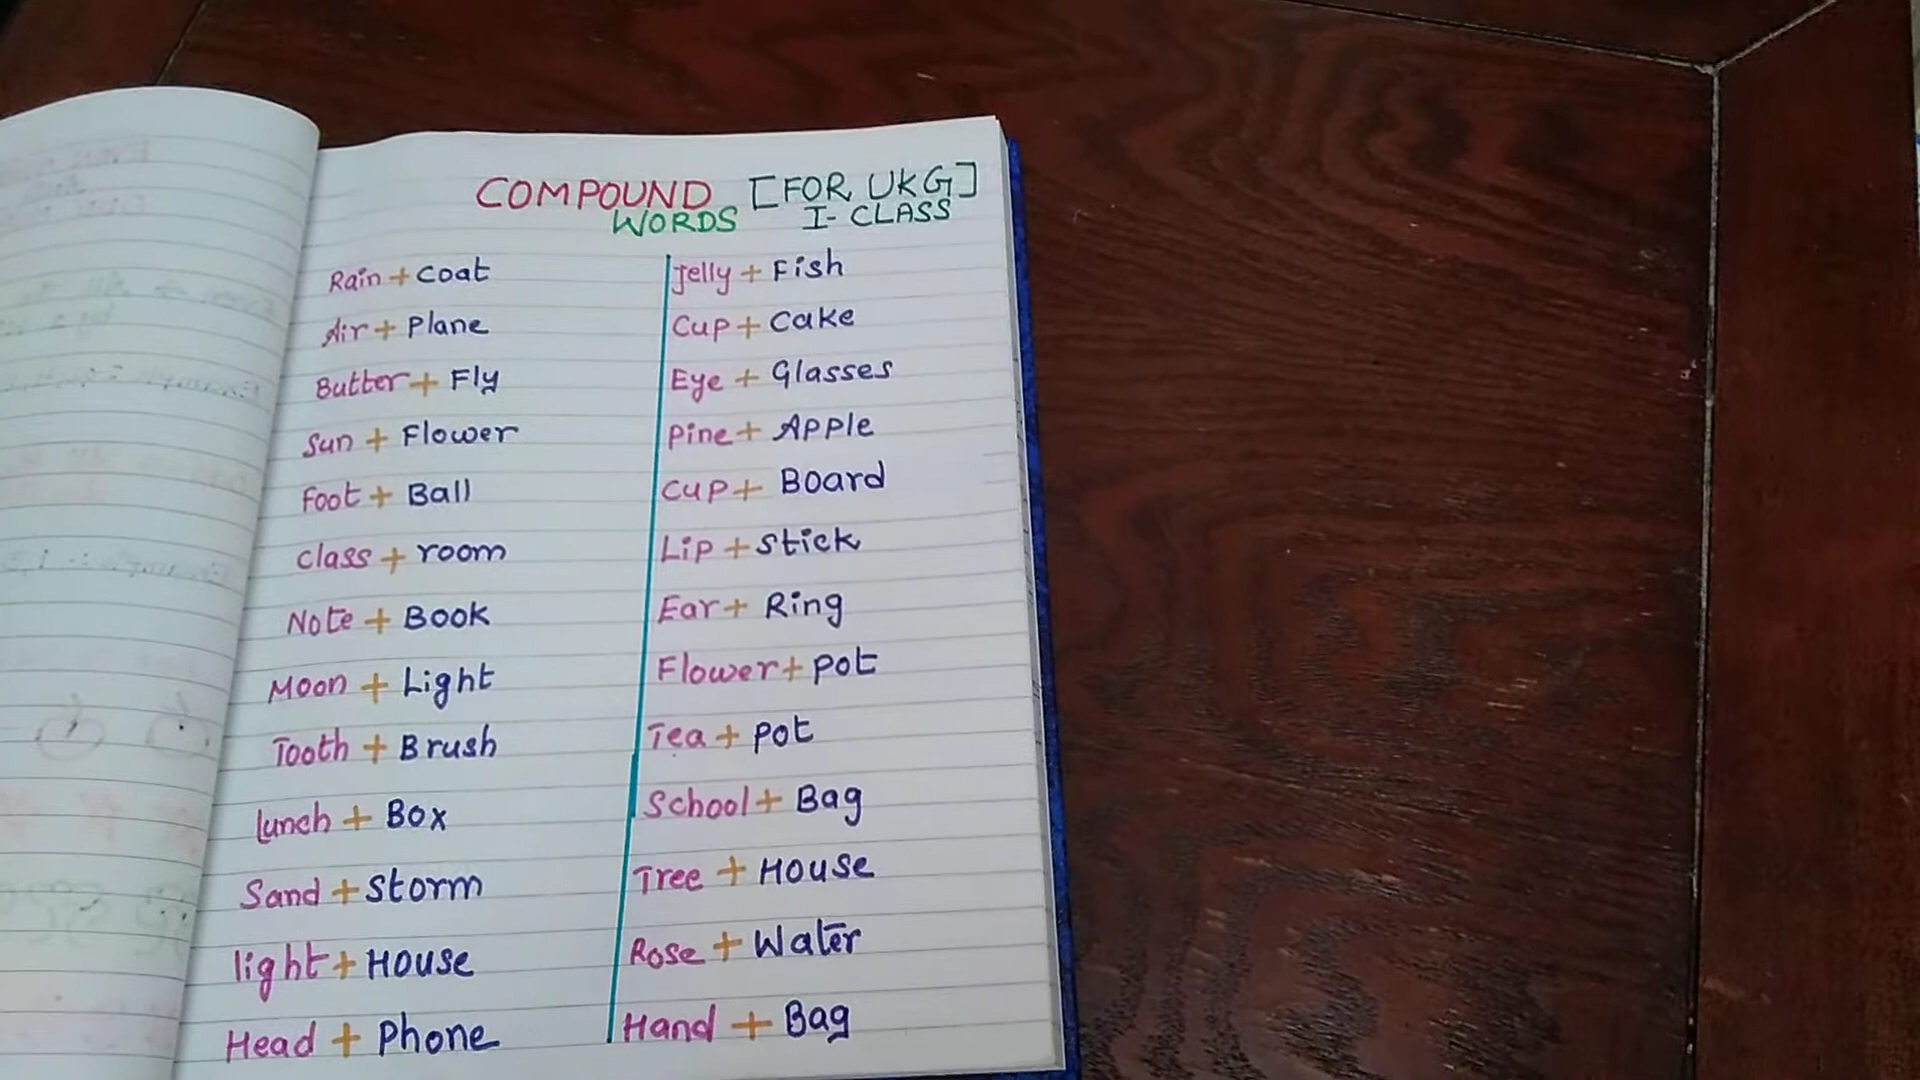 COMPOUND [FOR UKG]
WORDS I- CLASS
Rain + Coat
Air + Plane
Butter + Fly
Sun + Flower
Foot + Ball
Class + room
Note + Book
Moon + Light
Tooth + Brush
Lunch + Box
Sand + Storm
light + House
Head + Phone
Jelly + Fish
Cup + Cake
Eye + Glasses
Pine + Apple
Cup + Board
Lip + Stick
Ear + Ring
Flower + Pot
Tea + Pot
School + Bag
Tree + House
Rose + Water
Hand + Bag